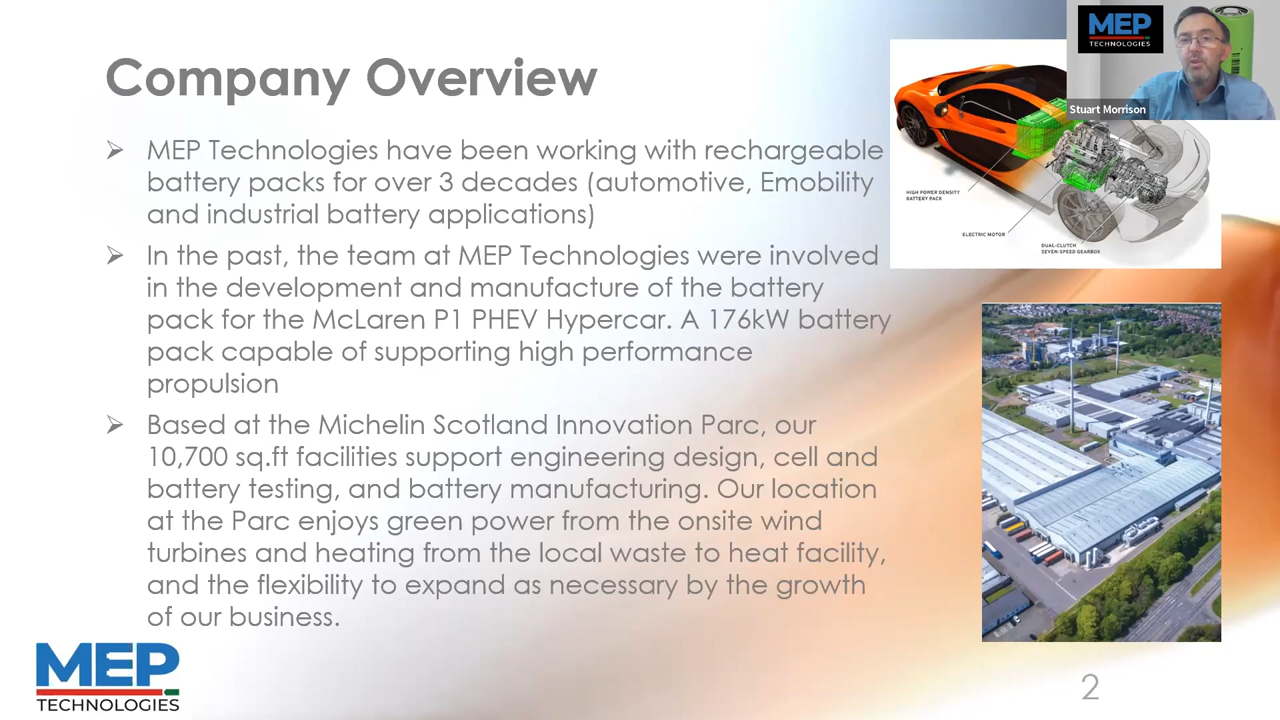 Company Overview
MEP Technologies have been working with rechargeable
battery packs for over 3 decades (automotive, Emobility
and industrial battery applications)
In the past, the team at MEP Technologies were involved
in the development and manufacture of the battery
pack for the McLaren P1 PHEV Hypercar. A 176kW battery
pack capable of supporting high performance
propulsion
Based at the Michelin Scotland Innovation Parc, our
10,700 sq.ft facilities support engineering design, cell and
battery testing, and battery manufacturing. Our location
at the Parc enjoys green power from the onsite wind
turbines and heating from the local waste to heat facility,
and the flexibility to expand as necessary by the growth
of our business.
MEP
TECHNOLOGIES
Stuart Morrison
HIGH POWER DENSITY
BATTERY PACK
ELECTRIC MOTOR
DUAL-CLUTCH
SEVEN-SPEED GEARBOX
MEP
TECHNOLOGIES
2